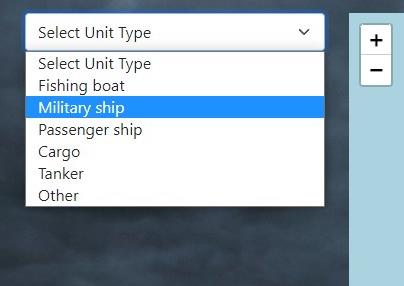 Select Unit Type
+
−
Select Unit Type
Fishing boat
Military ship
Passenger ship
Cargo
Tanker
Other